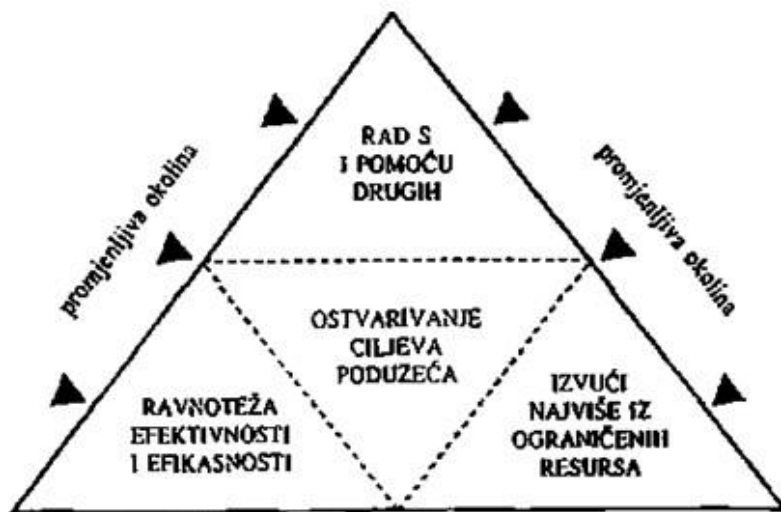 RAD S
I POMOĆU
DRUGIH
promjenljiva okolina
promjenljiva okolina
OSTVARIVANJE
CILJEVA
PODUZEĆA
RAVNOTEŽA
EFEKTIVNOSTI
I EFIKASNOSTI
IZVUĆI
NAJVIŠE IZ
OGRANIČENIH
RESURSA